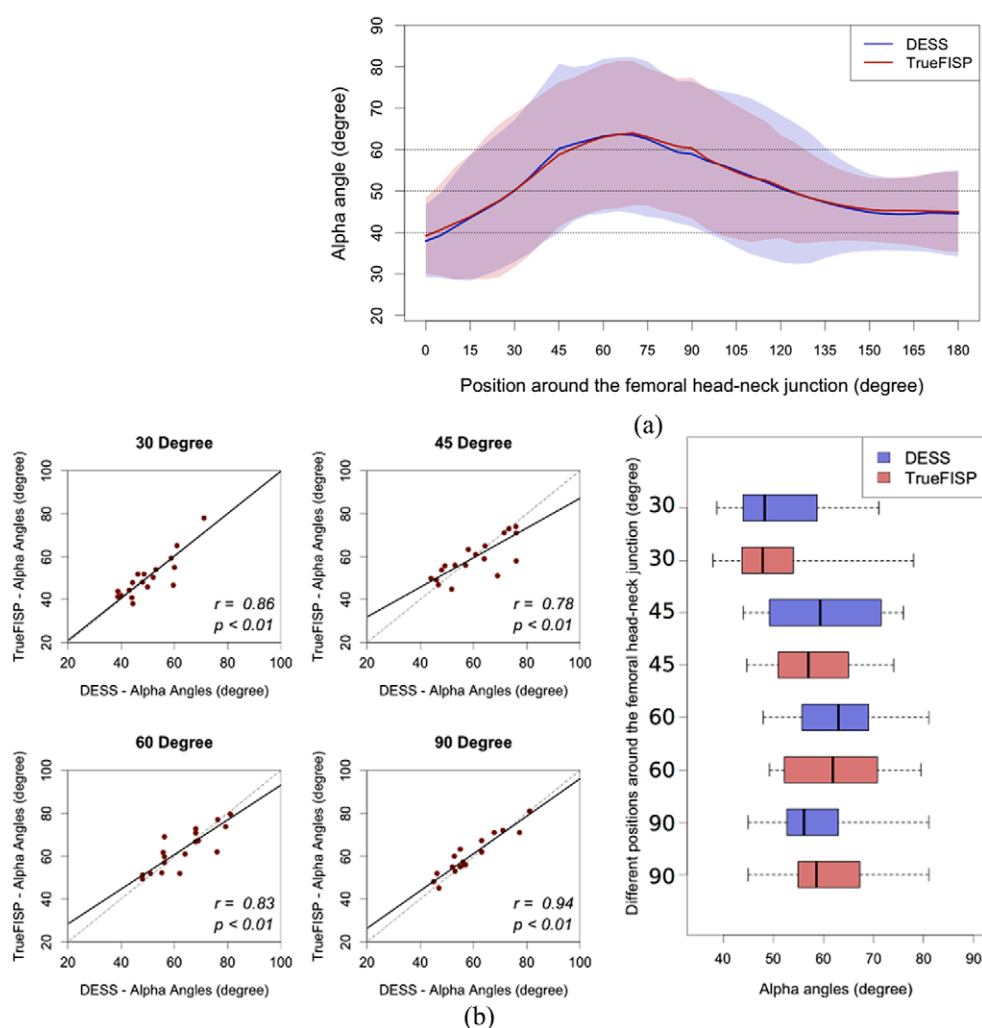 DESS
TrueFISP
Alpha angle (degree)
90
80
70
60
50
40
30
20
0 15 30 45 60 75 90 105 120 135 150 165 180
Position around the femoral head-neck junction (degree)
(a)
30 Degree
TrueFISP - Alpha Angles (degree)
100
80
60
40
20
r = 0.86
p < 0.01
20 40 60 80 100
DESS - Alpha Angles (degree)
45 Degree
TrueFISP - Alpha Angles (degree)
100
80
60
40
20
r = 0.78
p < 0.01
20 40 60 80 100
DESS - Alpha Angles (degree)
60 Degree
TrueFISP - Alpha Angles (degree)
100
80
60
40
20
r = 0.83
p < 0.01
20 40 60 80 100
DESS - Alpha Angles (degree)
90 Degree
TrueFISP - Alpha Angles (degree)
100
80
60
40
20
r = 0.94
p < 0.01
20 40 60 80 100
DESS - Alpha Angles (degree)
DESS
TrueFISP
Different positions around the femoral head-neck junction (degree)
30
30
45
45
60
60
90
90
40 50 60 70 80 90
Alpha angles (degree)
(b)